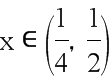 x ∈ (1/4, 1/2)